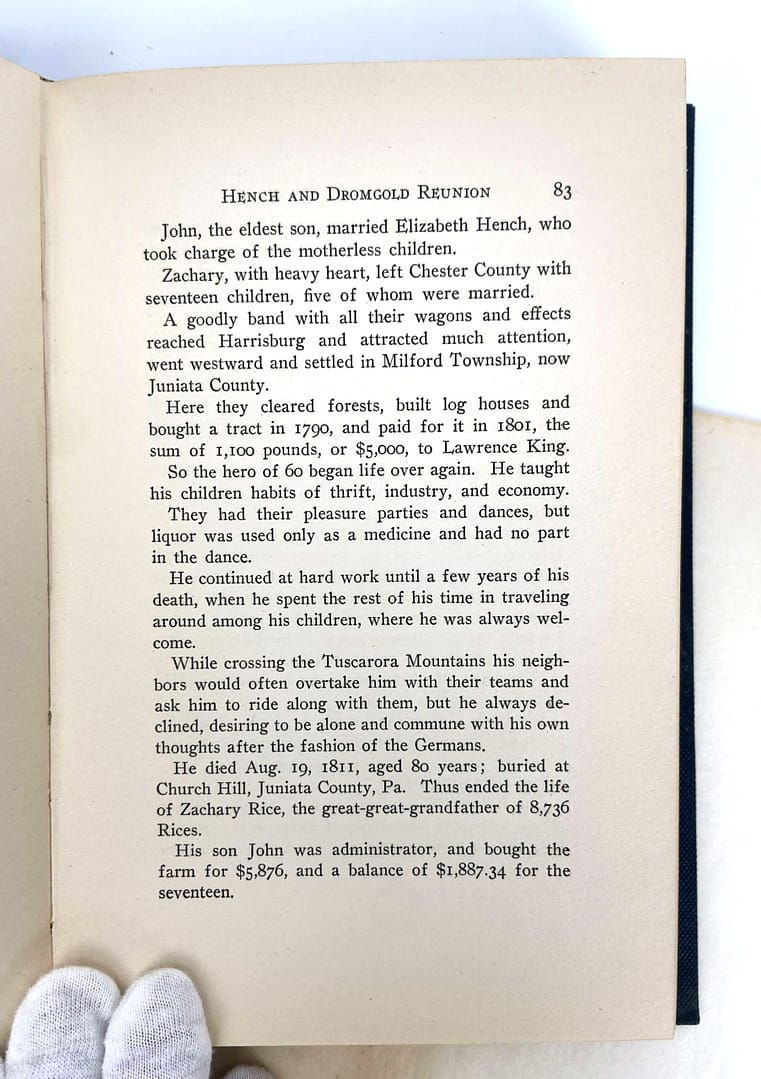 Hench and Dromgold Reunion 83
John, the eldest son, married Elizabeth Hench, who
took charge of the motherless children.
Zachary, with heavy heart, left Chester County with
seventeen children, five of whom were married.
A goodly band with all their wagons and effects
reached Harrisburg and attracted much attention,
went westward and settled in Milford Township, now
Juniata County.
Here they cleared forests, built log houses and
bought a tract in 1790, and paid for it in 1801, the
sum of 1,100 pounds, or $5,000, to Lawrence King.
So the hero of 60 began life over again. He taught
his children habits of thrift, industry, and economy.
They had their pleasure parties and dances, but
liquor was used only as a medicine and had no part
in the dance.
He continued at hard work until a few years of his
death, when he spent the rest of his time in traveling
around among his children, where he was always wel-
come.
While crossing the Tuscarora Mountains his neigh-
bors would often overtake him with their teams and
ask him to ride along with them, but he always de-
clined, desiring to be alone and commune with his own
thoughts after the fashion of the Germans.
He died Aug. 19, 1811, aged 80 years; buried at
Church Hill, Juniata County, Pa. Thus ended the life
of Zachary Rice, the great-great-grandfather of 8,736
Rices.
His son John was administrator, and bought the
farm for $5,876, and a balance of $1,887.34 for the
seventeen.